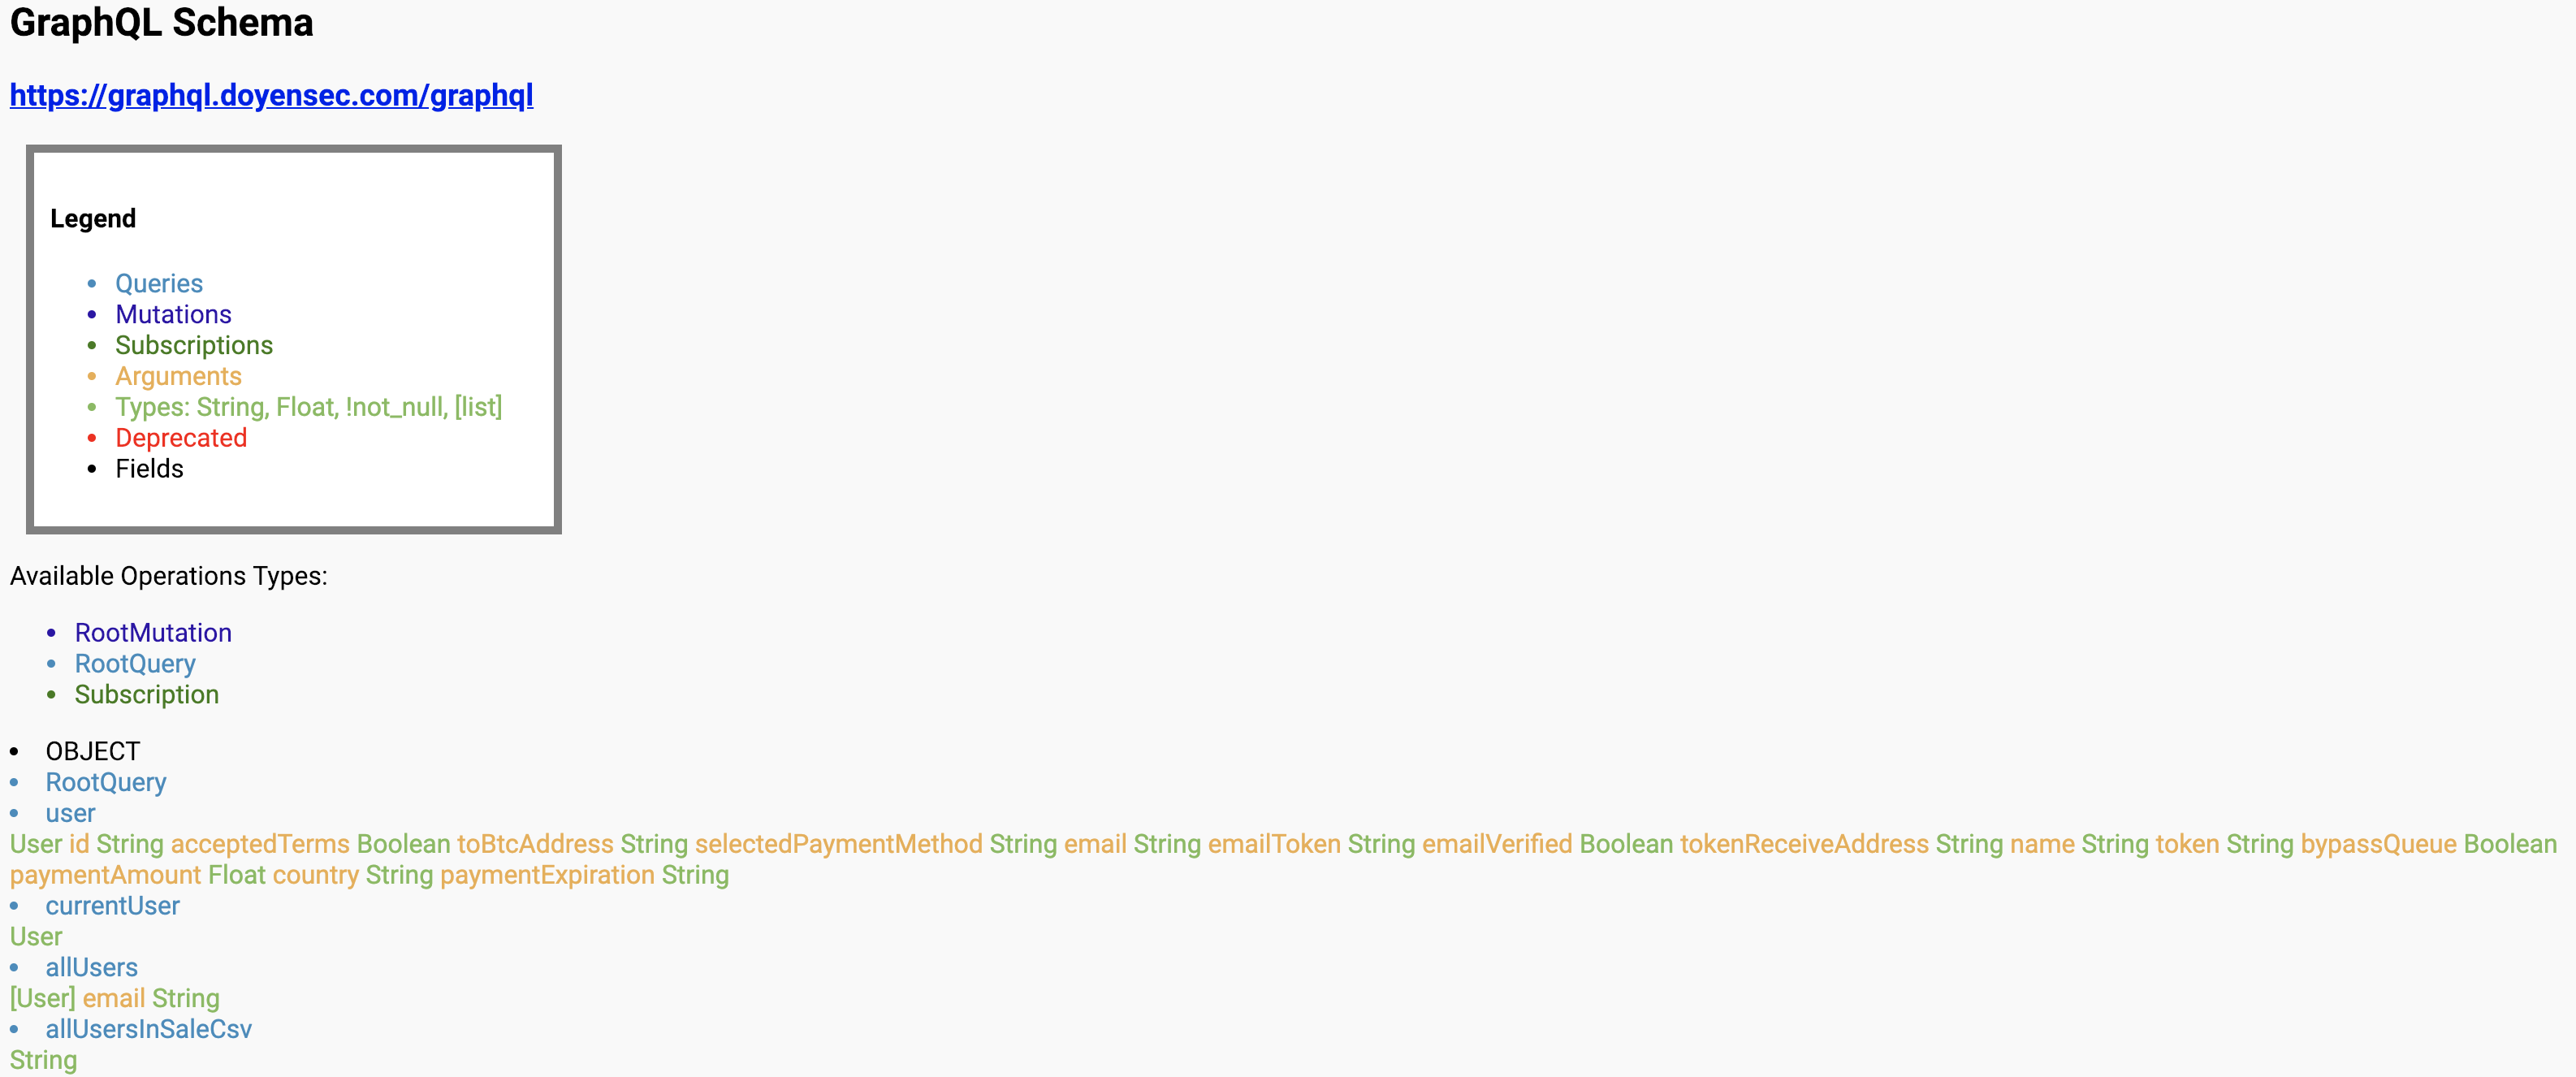 GraphQL Schema
https://graphql.doyensec.com/graphql
Legend
Queries
Mutations
Subscriptions
Arguments
Types: String, Float, !not_null, [list]
Deprecated
Fields
Available Operations Types:
RootMutation
RootQuery
Subscription
OBJECT
RootQuery
user
User id String acceptedTerms Boolean toBtcAddress String selectedPaymentMethod String email String emailToken String emailVerified Boolean tokenReceiveAddress String name String token String bypassQueue Boolean
paymentAmount Float country String paymentExpiration String
currentUser
User
allUsers
[User] email String
allUsersInSaleCsv
String